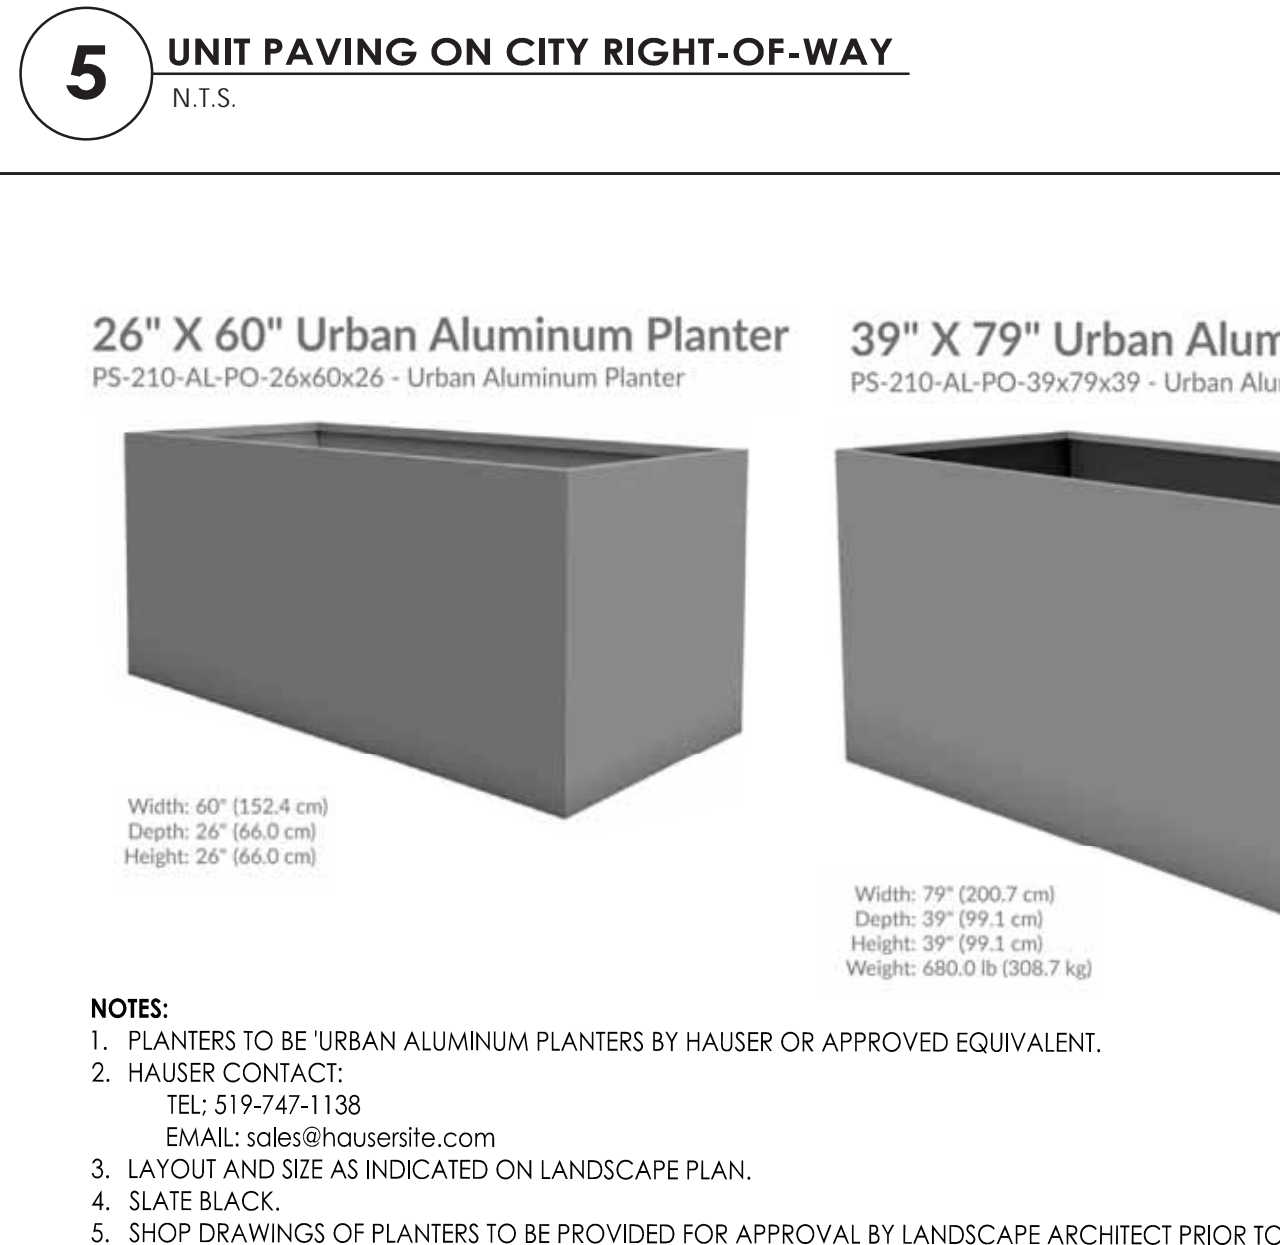 5
UNIT PAVING ON CITY RIGHT-OF-WAY
N.T.S.
26" X 60" Urban Aluminum Planter
PS-210-AL-PO-26x60x26 - Urban Aluminum Planter
39" X 79" Urban
PS-210-AL-PO-39x79x39 - Urban
Width: 60" (152.4 cm)
Depth: 26" (66.0 cm)
Height: 26" (66.0 cm)
Width: 79" (200.7 cm)
Depth: 39" (99.1 cm)
Height: 39" (99.1 cm)
Weight: 680.0 lb (308.7 kg)
NOTES:
1. PLANTERS TO BE 'URBAN ALUMINUM PLANTERS BY HAUSER OR APPROVED EQUIVALENT.
2. HAUSER CONTACT:
TEL; 519-747-1138
EMAIL: sales@hausersite.com
3. LAYOUT AND SIZE AS INDICATED ON LANDSCAPE PLAN.
4. SLATE BLACK.
5. SHOP DRAWINGS OF PLANTERS TO BE PROVIDED FOR APPROVAL BY LANDSCAPE ARCHITECT PRIOR TO